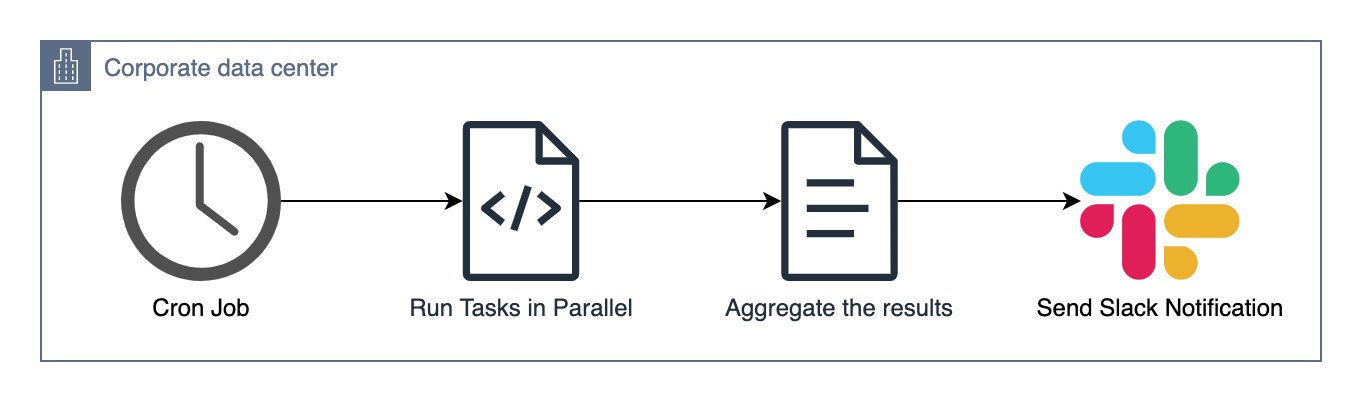 Corporate data center
Cron Job
Run Tasks in Parallel
Aggregate the results
Send Slack Notification